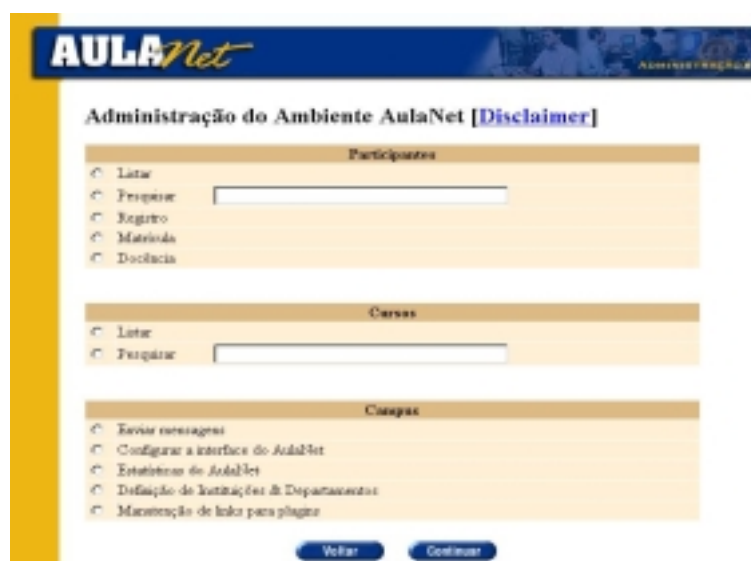 AULANet
ADMINISTRAÇÃO
Administração do Ambiente AulaNet [Disclaimer]
Participantes
Listar
Pesquisar
Registro
Matrícula
Docência
Cursos
Listar
Pesquisar
Campus
Enviar mensagens
Configurar a interface do AulaNet
Estatísticas do AulaNet
Definição de Instituições & Departamentos
Manutenção de links para plugins
Voltar Continuar